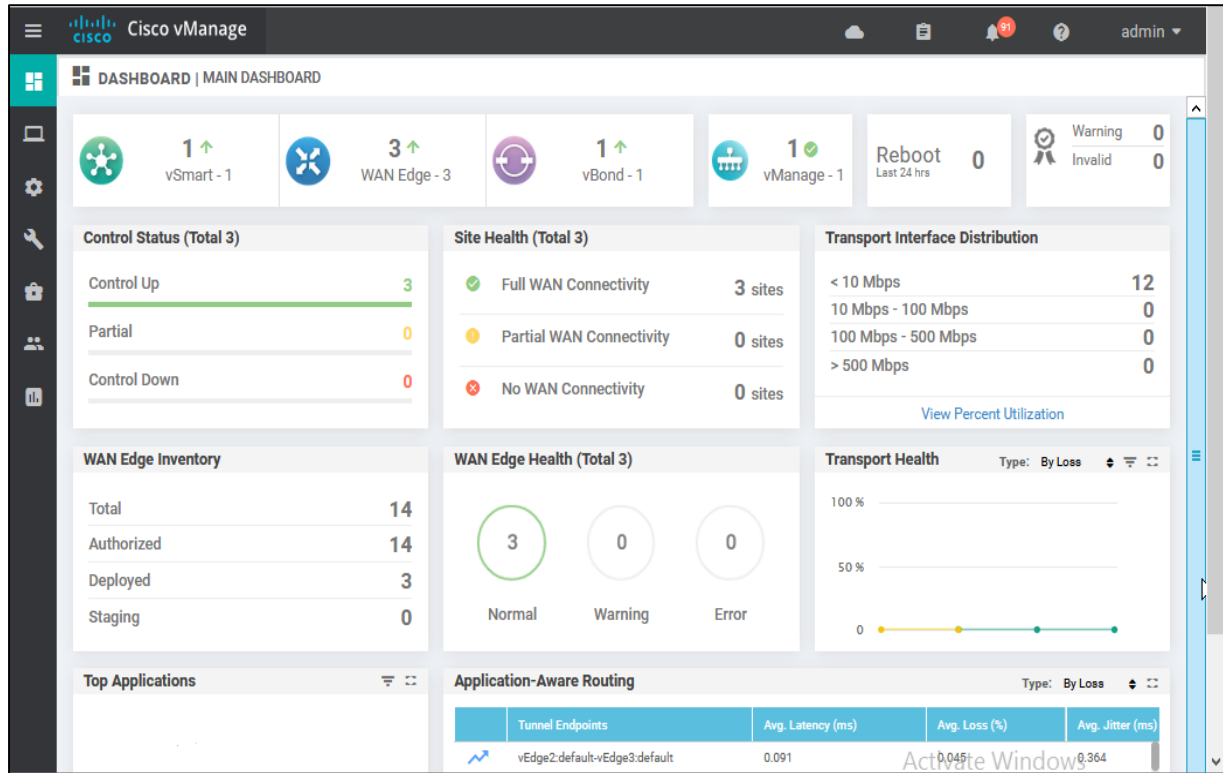 cisco Cisco vManage 91 admin
DASHBOARD | MAIN DASHBOARD
1 vSmart - 1
3 WAN Edge - 3
1 vBond - 1
1 vManage - 1
Reboot 0
Last 24 hrs
Warning 0
Invalid 0
Control Status (Total 3)
Control Up 3
Partial 0
Control Down 0
Site Health (Total 3)
Full WAN Connectivity 3 sites
Partial WAN Connectivity 0 sites
No WAN Connectivity 0 sites
Transport Interface Distribution
< 10 Mbps 12
10 Mbps - 100 Mbps 0
100 Mbps - 500 Mbps 0
> 500 Mbps 0
View Percent Utilization
WAN Edge Inventory
Total 14
Authorized 14
Deployed 3
Staging 0
WAN Edge Health (Total 3)
3 0 0
Normal Warning Error
Transport Health Type: By Loss
100 %
50 %
0
Top Applications
Application-Aware Routing Type: By Loss
Tunnel Endpoints Avg. Latency (ms) Avg. Loss (%) Avg. Jitter (ms)
vEdge2:default-vEdge3:default 0.091 0.045 0.364
Activate Windows